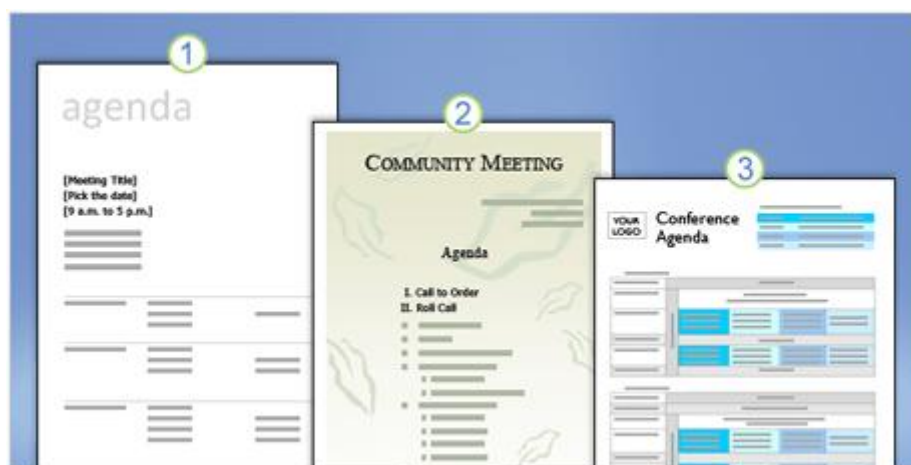 1
agenda
[Meeting Title]
[Pick the date]
[9 a.m. to 5 p.m.]
2
COMMUNITY MEETING
Agenda
I. Call to Order
II. Roll Call
3
YOUR
LOGO
Conference
Agenda